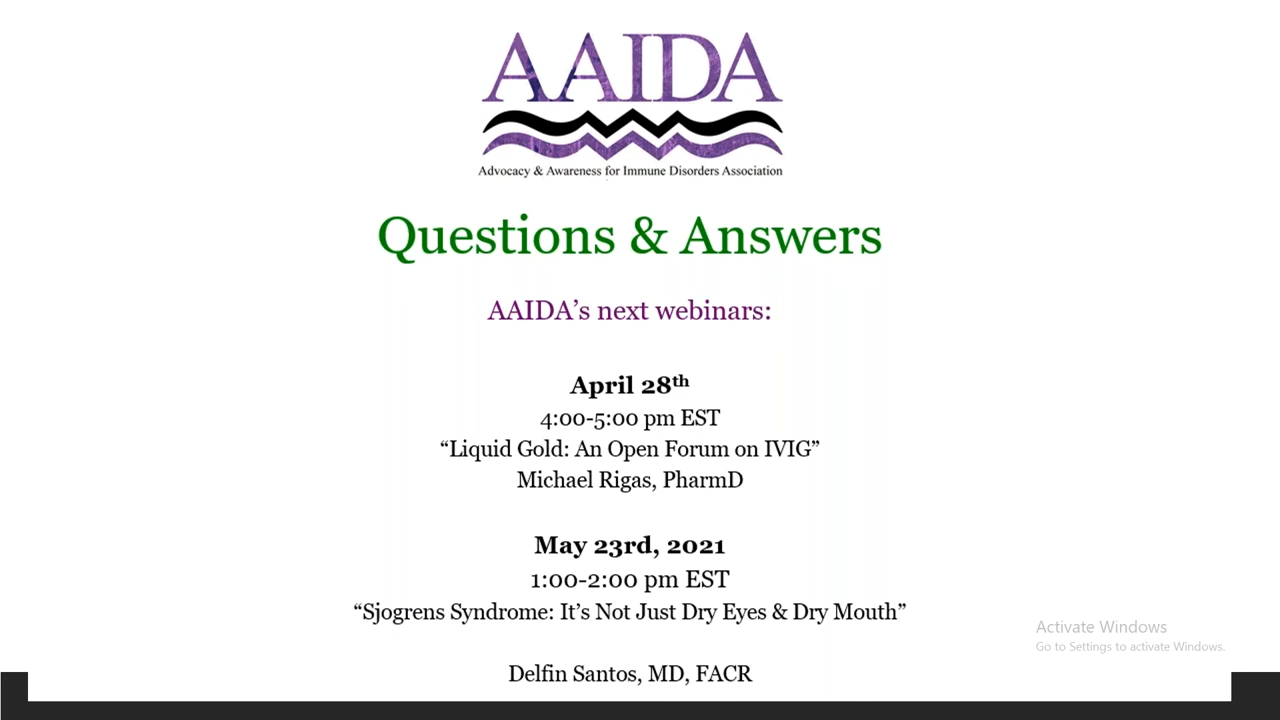 AAIDA
Advocacy & Awareness for Immune Disorders Association
Questions & Answers
AAIDA’s next webinars:
April 28th
4:00-5:00 pm EST
“Liquid Gold: An Open Forum on IVIG”
Michael Rigas, PharmD
May 23rd, 2021
1:00-2:00 pm EST
“Sjogrens Syndrome: It’s Not Just Dry Eyes & Dry Mouth”
Delfin Santos, MD, FACR
Activate Windows
Go to Settings to activate Windows.